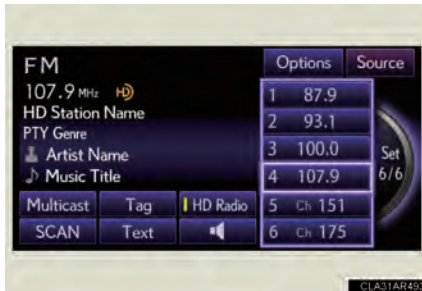 FM
Options
Source
107.9 MHz HD
HD Station Name
PTY Genre
Artist Name
Music Title
1 87.9
2 93.1
3 100.0
4 107.9
5 Ch 151
6 Ch 175
Set
6/6
Multicast
Tag
HD Radio
SCAN
Text
CLA31AR493